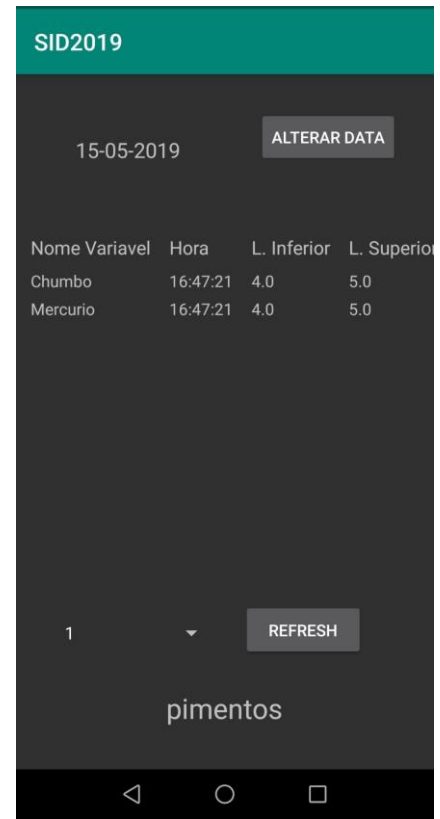 SID2019
15-05-2019 ALTERAR DATA
Nome Variavel Hora L. Inferior L. Superior
Chumbo 16:47:21 4.0 5.0
Mercurio 16:47:21 4.0 5.0
1 REFRESH
pimentos